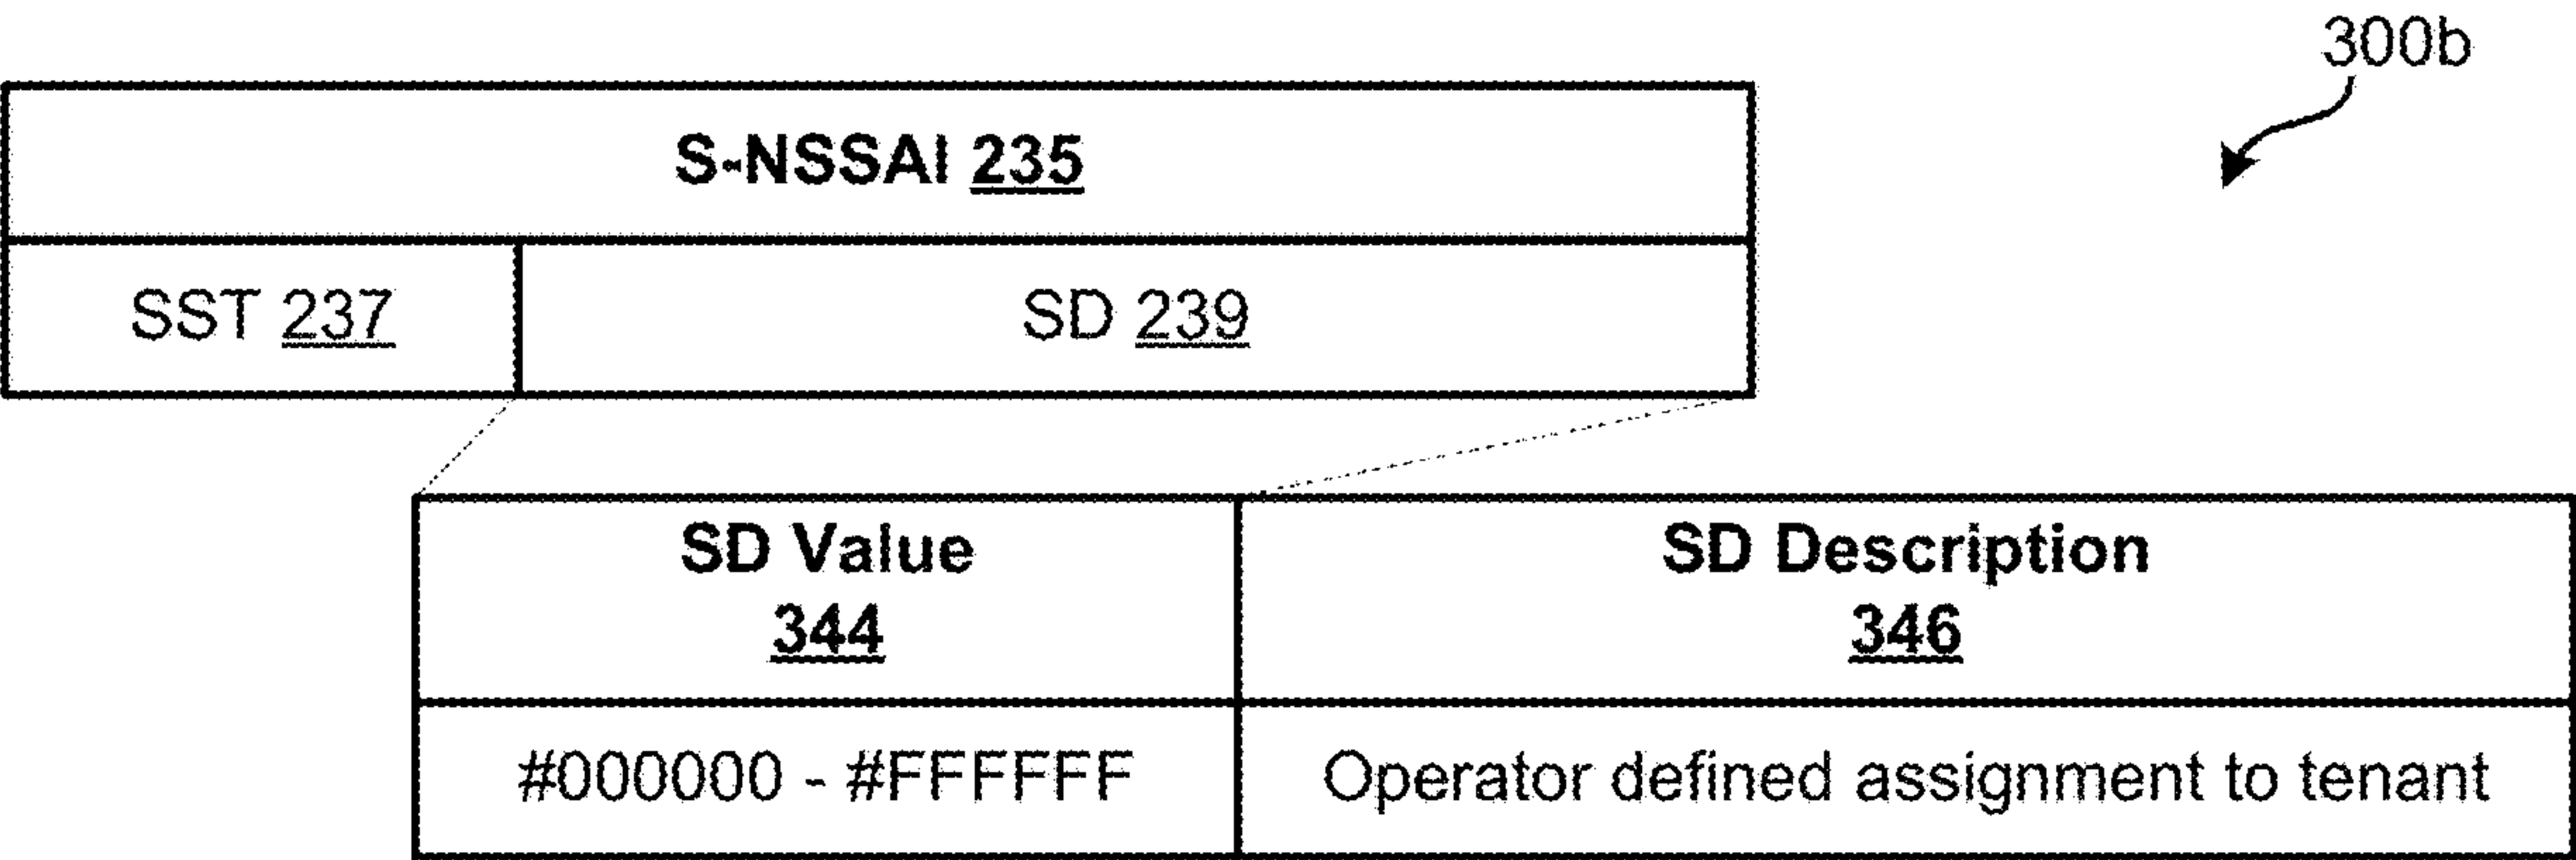 300b
S-NSSAI 235
SST 237
SD 239
SD Value
344
SD Description
346
#000000 - #FFFFFF
Operator defined assignment to tenant